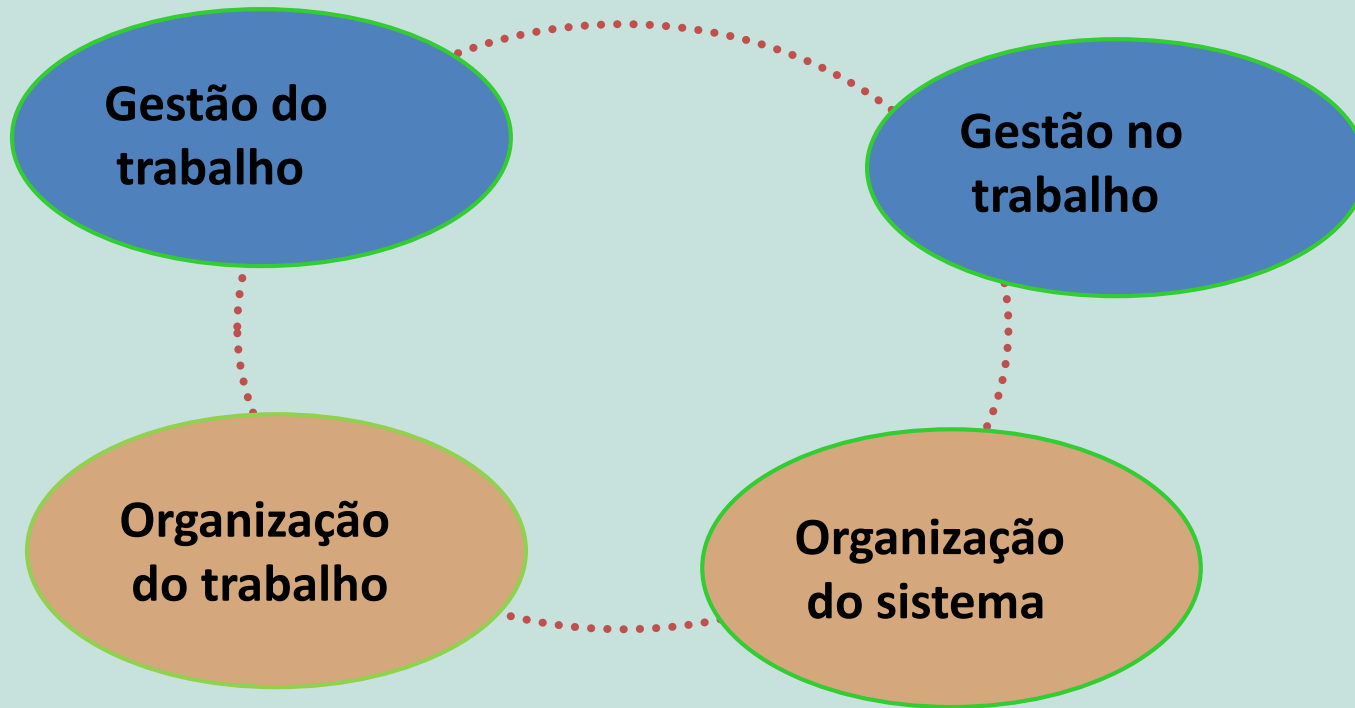 Gestão do
trabalho
Gestão no
trabalho
Organização
do trabalho
Organização
do sistema